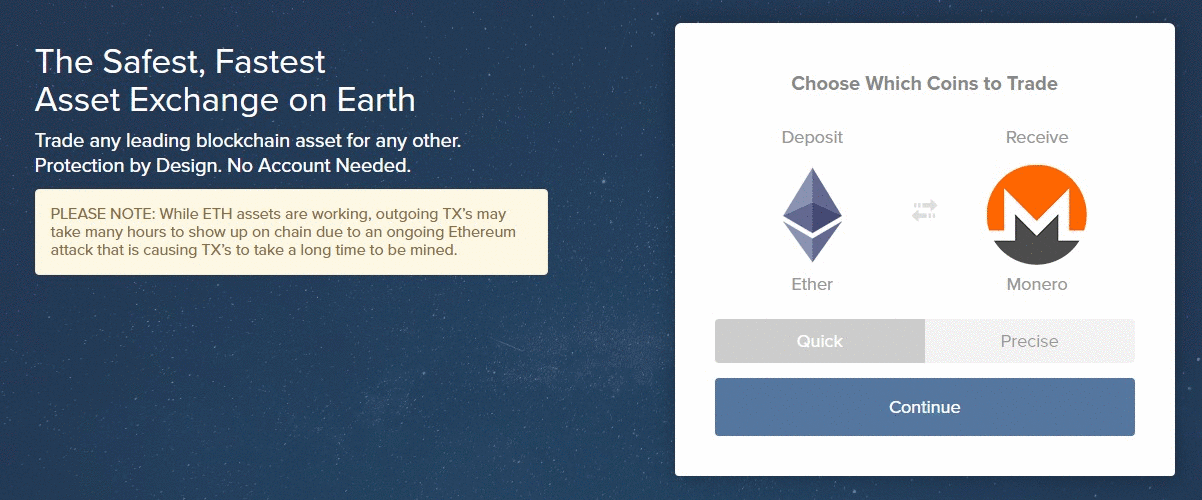 The Safest, Fastest
Asset Exchange on Earth
Trade any leading blockchain asset for any other.
Protection by Design. No Account Needed.
PLEASE NOTE: While ETH assets are working, outgoing TX's may
take many hours to show up on chain due to an ongoing Ethereum
attack that is causing TX's to take a long time to be mined.
Choose Which Coins to Trade
Deposit
Receive
Ether
Monero
Quick
Precise
Continue